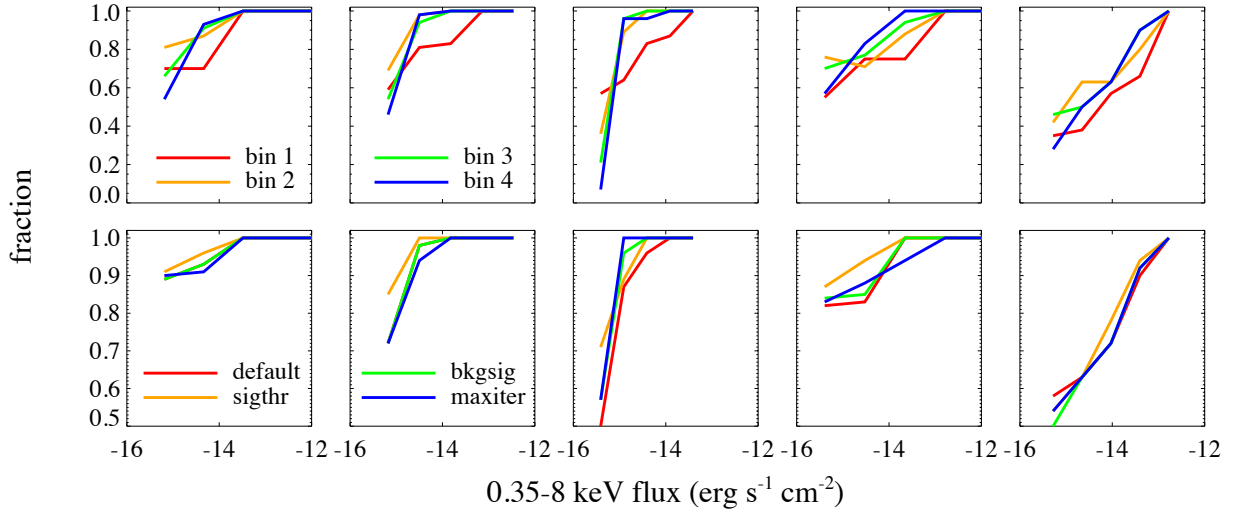 1.0
0.8
0.6
0.4
0.2
0.0
bin 1
bin 2
bin 3
bin 4
fraction
1.0
0.9
0.8
0.7
0.6
0.5
default
sigthr
bkgsig
maxiter
-16 -14 -12 -16 -14 -12 -16 -14 -12 -16 -14 -12 -16 -14 -12
0.35-8 keV flux (erg s⁻¹ cm⁻²)